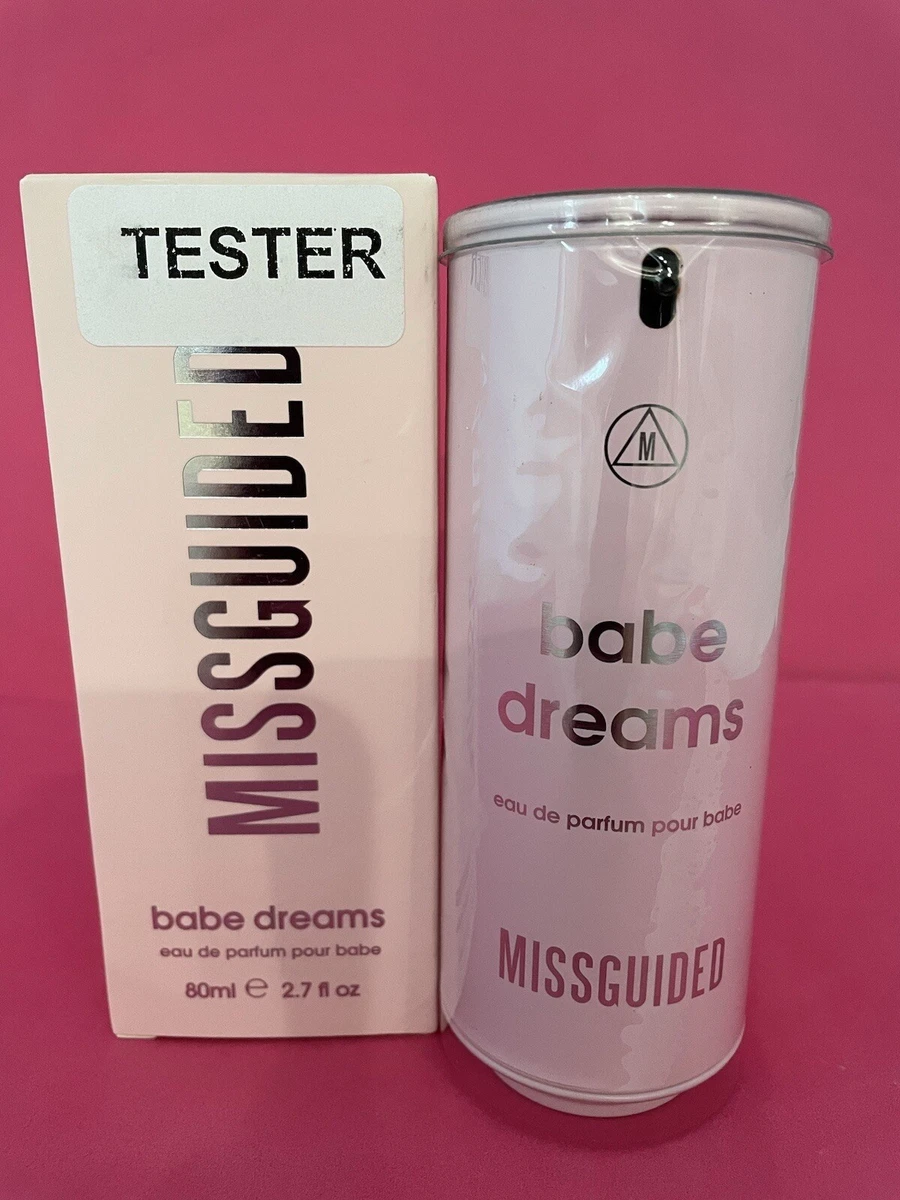 TESTER
MISSGUIDED
babe dreams
eau de parfum pour babe
80ml e 2.7 fl oz
M
babe
dreams
eau de parfum pour babe
MISSGUIDED